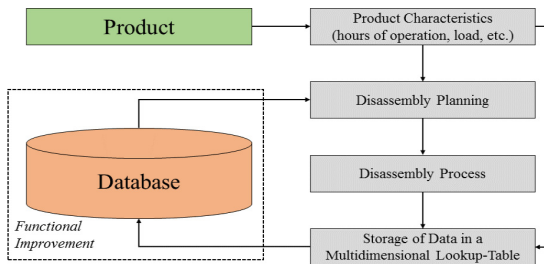 Product
Product Characteristics
(hours of operation, load, etc.)
Disassembly Planning
Database
Disassembly Process
Functional
Improvement
Storage of Data in a
Multidimensional Lookup-Table